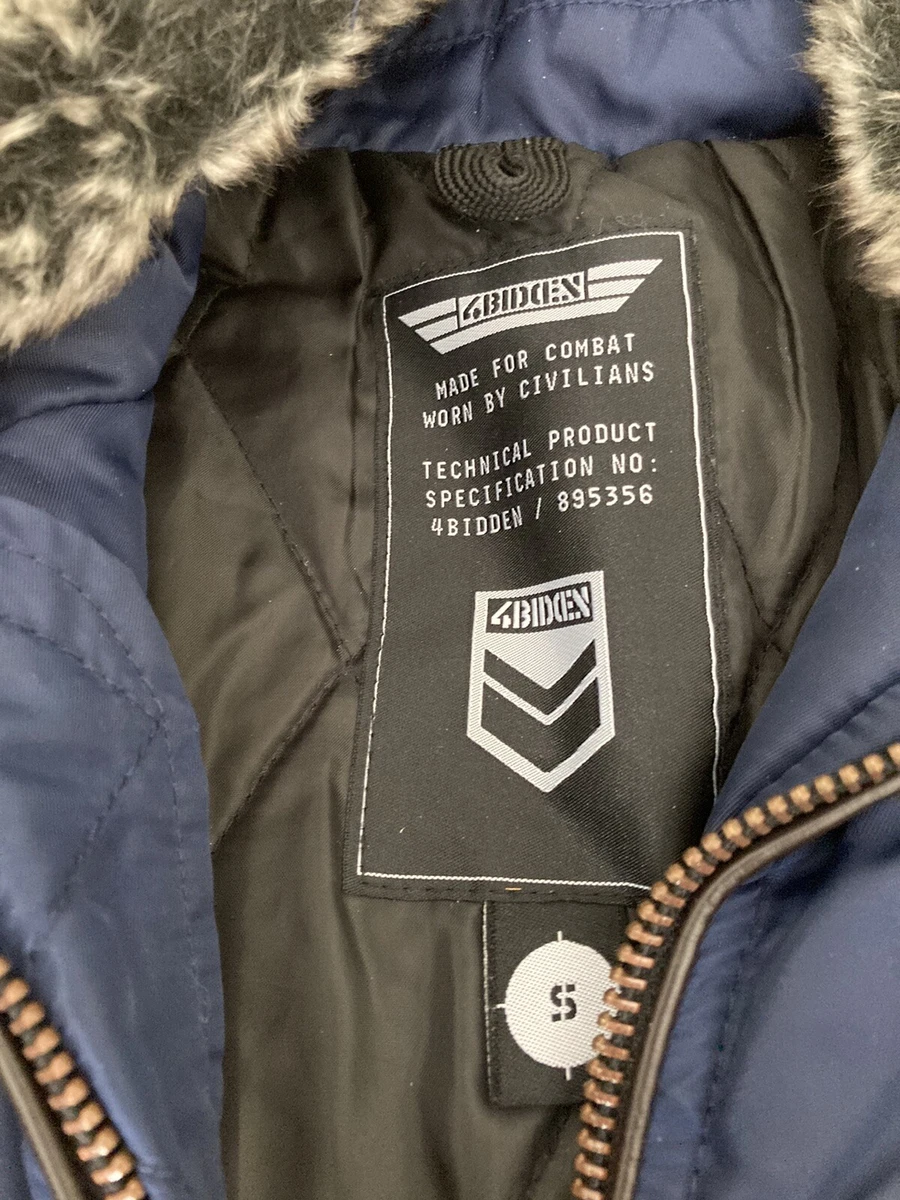 4BIDDEN
MADE FOR COMBAT
WORN BY CIVILIANS
TECHNICAL PRODUCT
SPECIFICATION NO:
4BIDDEN / 895356
4BIDDEN
S